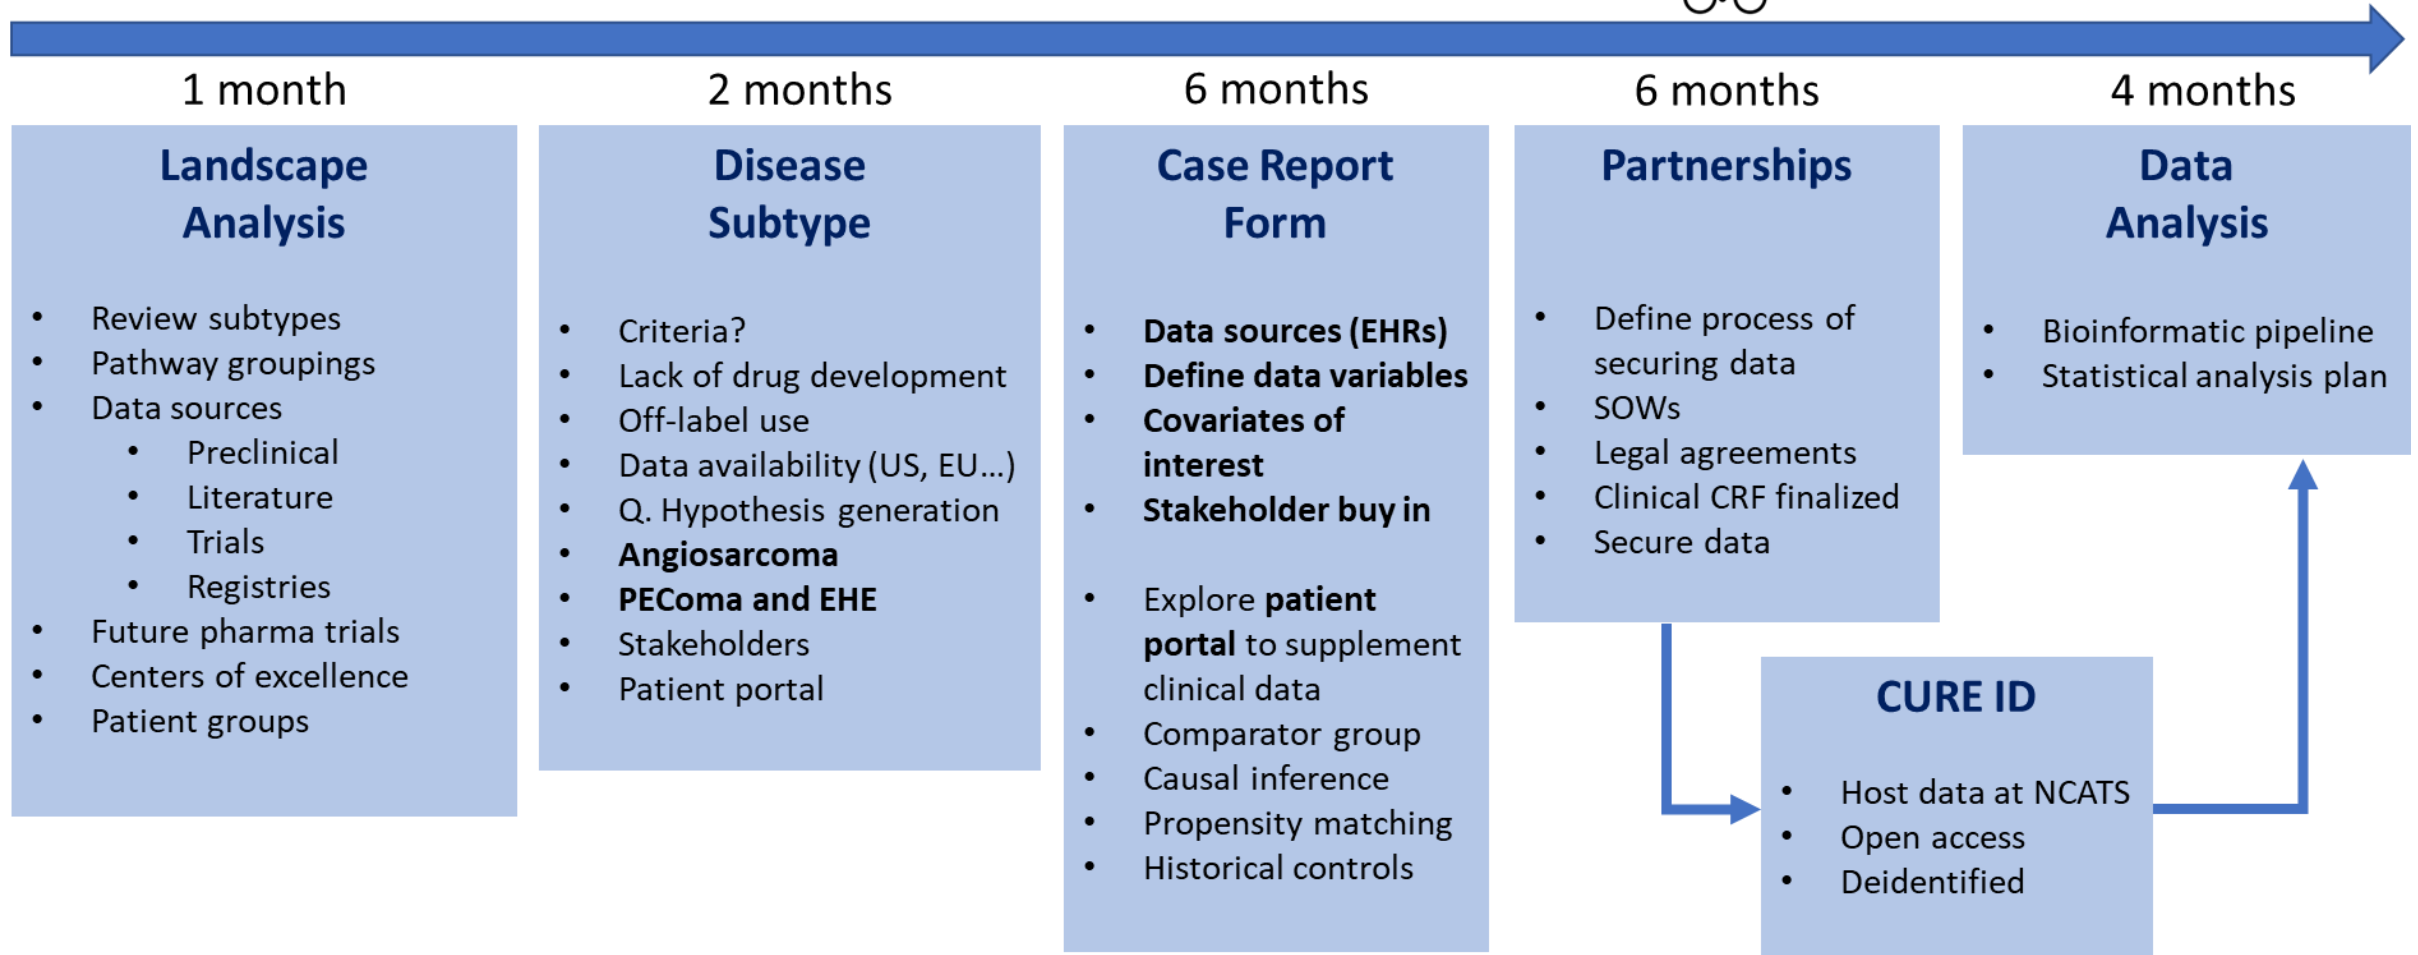 1 month
2 months
6 months
6 months
4 months
Landscape
Analysis
• Review subtypes
• Pathway groupings
• Data sources
• Preclinical
• Literature
• Trials
• Registries
• Future pharma trials
• Centers of excellence
• Patient groups
Disease
Subtype
• Criteria?
• Lack of drug development
• Off-label use
• Data availability (US, EU...)
• Q. Hypothesis generation
• Angiosarcoma
• PEComa and EHE
• Stakeholders
• Patient portal
Case Report
Form
• Data sources (EHRs)
• Define data variables
• Covariates of
interest
• Stakeholder buy in
• Explore patient
portal to supplement
clinical data
• Comparator group
• Causal inference
• Propensity matching
• Historical controls
Partnerships
• Define process of
securing data
• SOWs
• Legal agreements
• Clinical CRF finalized
• Secure data
CURE ID
• Host data at NCATS
• Open access
• Deidentified
Data
Analysis
• Bioinformatic pipeline
• Statistical analysis plan